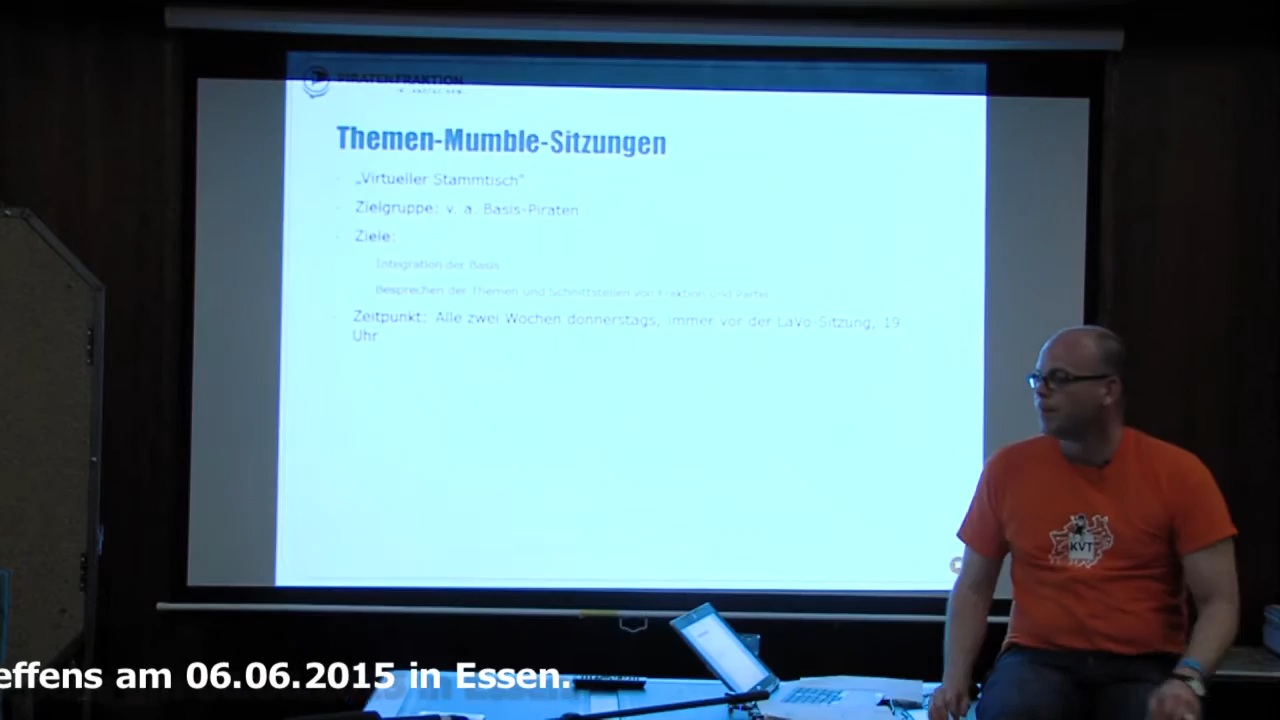 PIRATENFRAKTION
Themen-Mumble-Sitzungen
„Virtueller Stammtisch"
Zielgruppe: v. a. Basis-Piraten
Ziele:
Integration der Basis
Besprechen der Themen und Schnittstellen von Fraktion und Partei
Zeitpunkt: Alle zwei Wochen donnerstags, immer vor der LaVo-Sitzung, 19
Uhr
KVT
effens am 06.06.2015 in Essen.